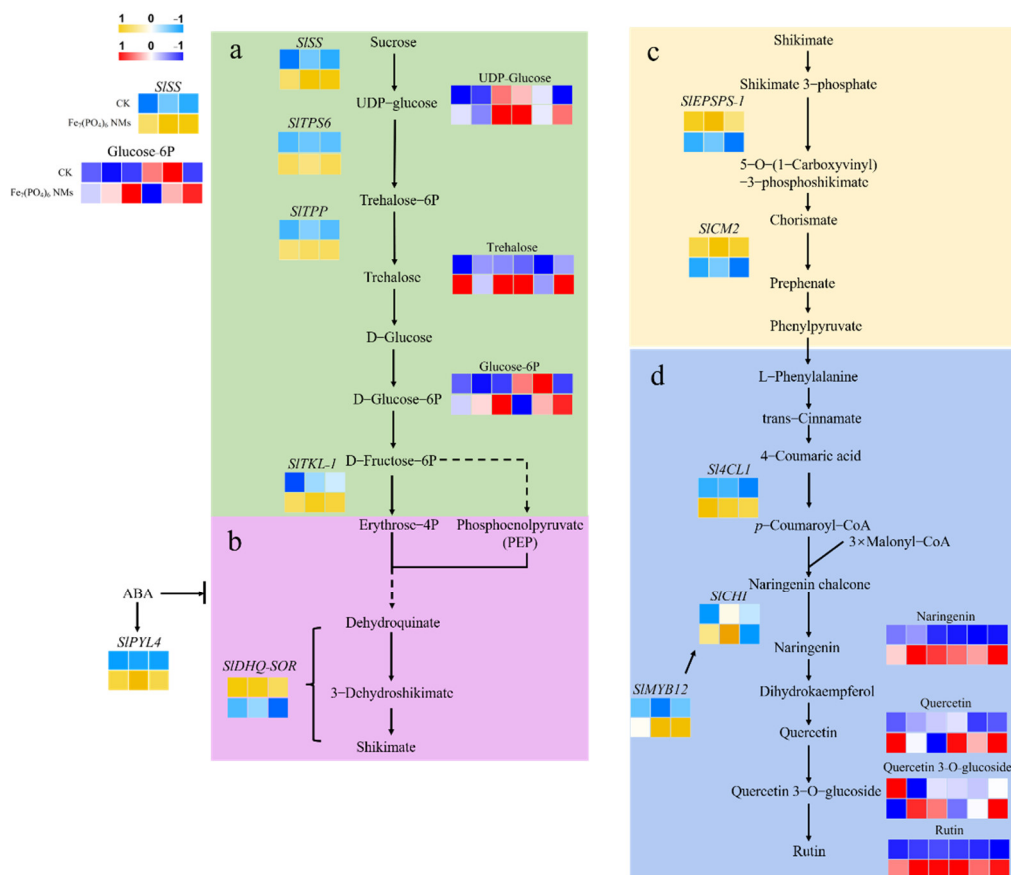 1 0 −1
1 0 −1
SlSS
CK
Fe₇(PO₄)₆ NMs
Glucose-6P
CK
Fe₇(PO₄)₆ NMs
a
SlSS
Sucrose
UDP-Glucose
UDP−glucose
SlTPS6
Trehalose−6P
SlTPP
Trehalose
Trehalose
D−Glucose
Glucose-6P
D−Glucose−6P
D−Fructose−6P
SlTKL-1
Erythrose−4P
Phosphoenolpyruvate
(PEP)
b
ABA
SlPYL4
Dehydroquinate
SlDHQ-SOR
3−Dehydroshikimate
Shikimate
c
Shikimate
Shikimate 3−phosphate
SlEPSPS-1
5−O−(1−Carboxyvinyl)
−3−phosphoshikimate
Chorismate
SlCM2
Prephenate
Phenylpyruvate
d
L−Phenylalanine
trans−Cinnamate
4−Coumaric acid
Sl4CL1
p−Coumaroyl−CoA
3×Malonyl−CoA
Naringenin chalcone
SlCHI
Naringenin
Naringenin
SlMYB12
Dihydrokaempferol
Quercetin
Quercetin
Quercetin 3-O-glucoside
Quercetin 3−O−glucoside
Rutin
Rutin